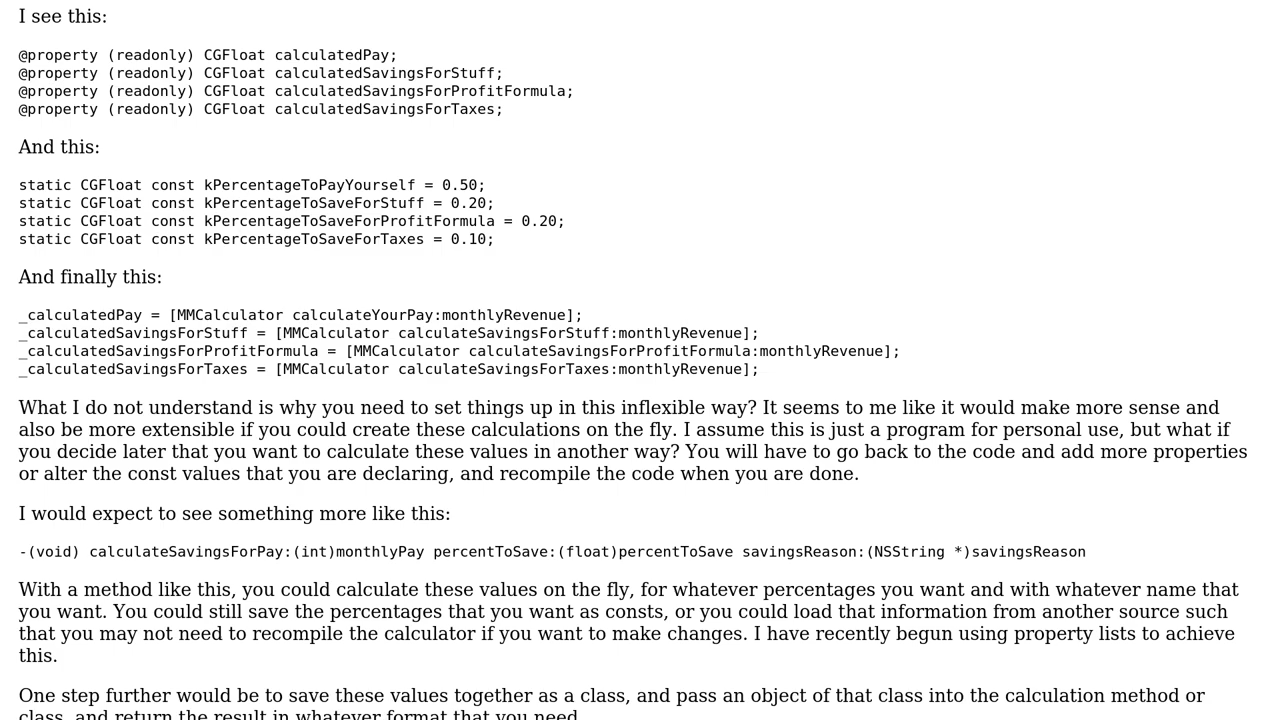 I see this:
@property (readonly) CGFloat calculatedPay;
@property (readonly) CGFloat calculatedSavingsForStuff;
@property (readonly) CGFloat calculatedSavingsForProfitFormula;
@property (readonly) CGFloat calculatedSavingsForTaxes;
And this:
static CGFloat const kPercentageToPayYourself = 0.50;
static CGFloat const kPercentageToSaveForStuff = 0.20;
static CGFloat const kPercentageToSaveForProfitFormula = 0.20;
static CGFloat const kPercentageToSaveForTaxes = 0.10;
And finally this:
_calculatedPay = [MMCalculator calculateYourPay:monthlyRevenue];
_calculatedSavingsForStuff = [MMCalculator calculateSavingsForStuff:monthlyRevenue];
_calculatedSavingsForProfitFormula = [MMCalculator calculateSavingsForProfitFormula:monthlyRevenue];
_calculatedSavingsForTaxes = [MMCalculator calculateSavingsForTaxes:monthlyRevenue];
What I do not understand is why you need to set things up in this inflexible way? It seems to me like it would make more sense and
also be more extensible if you could create these calculations on the fly. I assume this is just a program for personal use, but what if
you decide later that you want to calculate these values in another way? You will have to go back to the code and add more properties
or alter the const values that you are declaring, and recompile the code when you are done.
I would expect to see something more like this:
-(void) calculateSavingsForPay:(int)monthlyPay percentToSave:(float)percentToSave savingsReason:(NSString *)savingsReason
With a method like this, you could calculate these values on the fly, for whatever percentages you want and with whatever name that
you want. You could still save the percentages that you want as consts, or you could load that information from another source such
that you may not need to recompile the calculator if you want to make changes. I have recently begun using property lists to achieve
this.
One step further would be to save these values together as a class, and pass an object of that class into the calculation method or
class, and return the result in whatever format that you need.